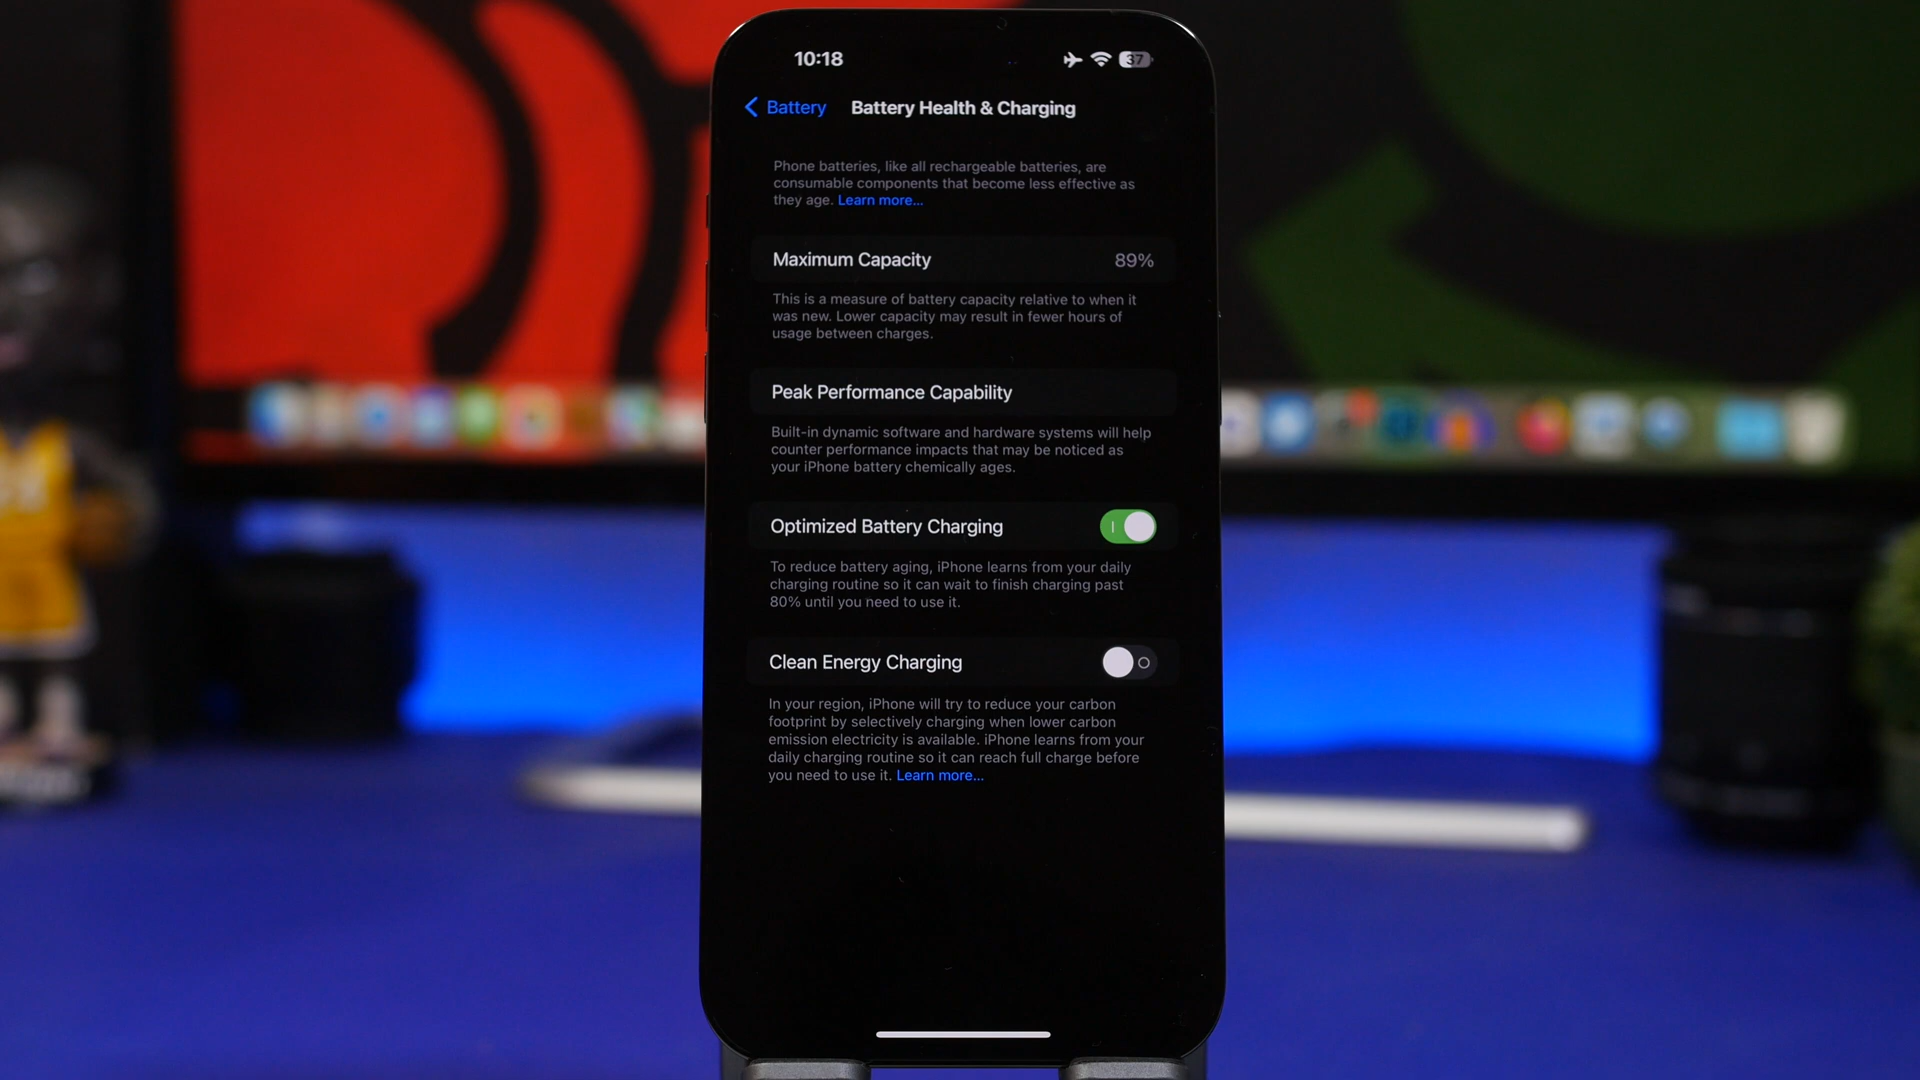 10:18
37
Battery
Battery Health & Charging
Phone batteries, like all rechargeable batteries, are
consumable components that become less effective as
they age. Learn more...
Maximum Capacity
89%
This is a measure of battery capacity relative to when it
was new. Lower capacity may result in fewer hours of
usage between charges.
Peak Performance Capability
Built-in dynamic software and hardware systems will help
counter performance impacts that may be noticed as
your iPhone battery chemically ages.
Optimized Battery Charging
To reduce battery aging, iPhone learns from your daily
charging routine so it can wait to finish charging past
80% until you need to use it.
Clean Energy Charging
In your region, iPhone will try to reduce your carbon
footprint by selectively charging when lower carbon
emission electricity is available. iPhone learns from your
daily charging routine so it can reach full charge before
you need to use it. Learn more...